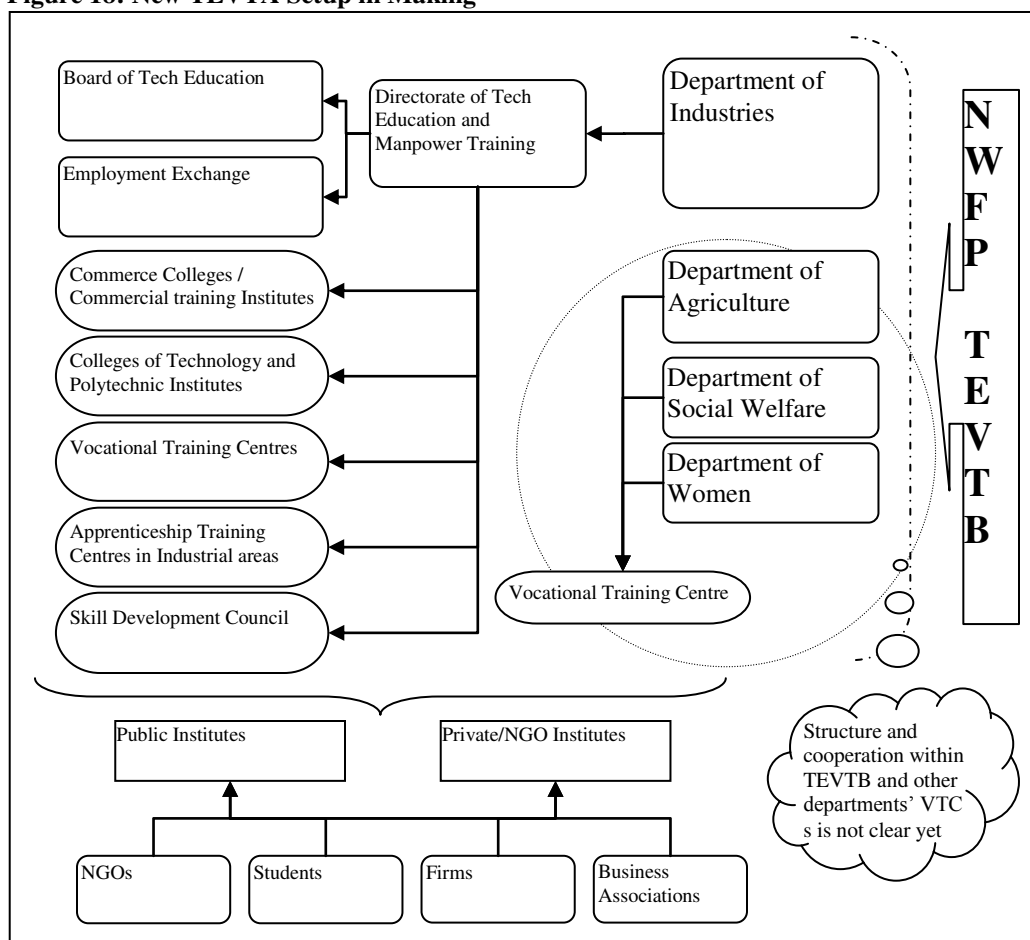 Figure 18: New TEVTA Setup in Making
Board of Tech Education
Employment Exchange
Directorate of Tech
Education and
Manpower Training
Department of
Industries
Commerce Colleges /
Commercial training Institutes
Colleges of Technology and
Polytechnic Institutes
Vocational Training Centres
Apprenticeship Training
Centres in Industrial areas
Skill Development Council
Department of
Agriculture
Department of
Social Welfare
Department of
Women
Vocational Training Centre
NWFP TEVTB
Public Institutes
Private/NGO Institutes
NGOs
Students
Firms
Business
Associations
Structure and
cooperation within
TEVTB and other
departments' VTC
s is not clear yet